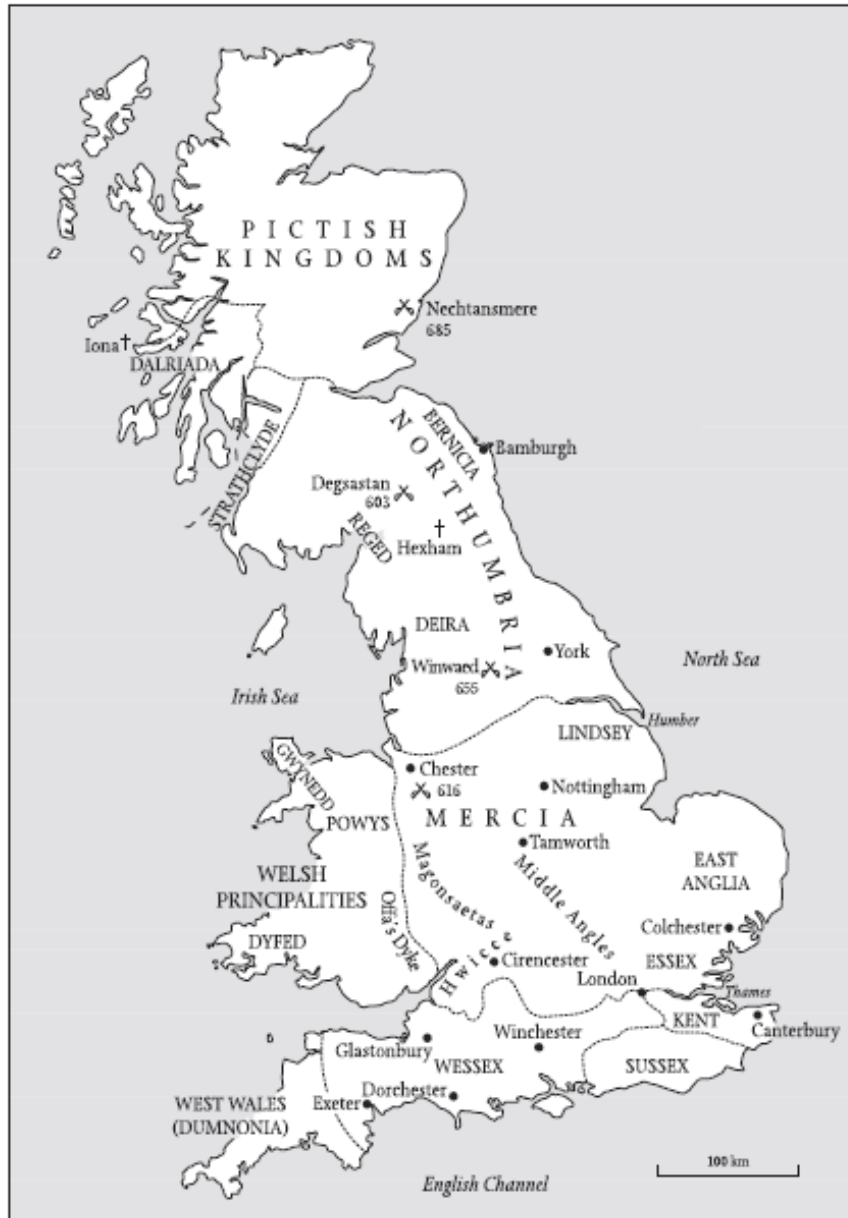 PICTISH
KINGDOMS
Nechtansmere
685
Iona
DALRIADA
STRATHCLYDE
BERNICIA
NORTHUMBRIA
Bamburgh
Degsastan
603
REGED
Hexham
DEIRA
York
Winwaed
655
North Sea
Irish Sea
Humber
LINDSEY
GWYNEDD
Chester
616
Nottingham
POWYS
MERCIA
Tamworth
Magonsaetas
Middle Angles
EAST
ANGLIA
WELSH
PRINCIPALITIES
Offa's Dyke
DYFED
Colchester
Hwicce
Cirencester
ESSEX
London
Thames
KENT
Canterbury
Winchester
Glastonbury
WESSEX
SUSSEX
Dorchester
WEST WALES
(DUMNONIA)
Exeter
100 km
English Channel